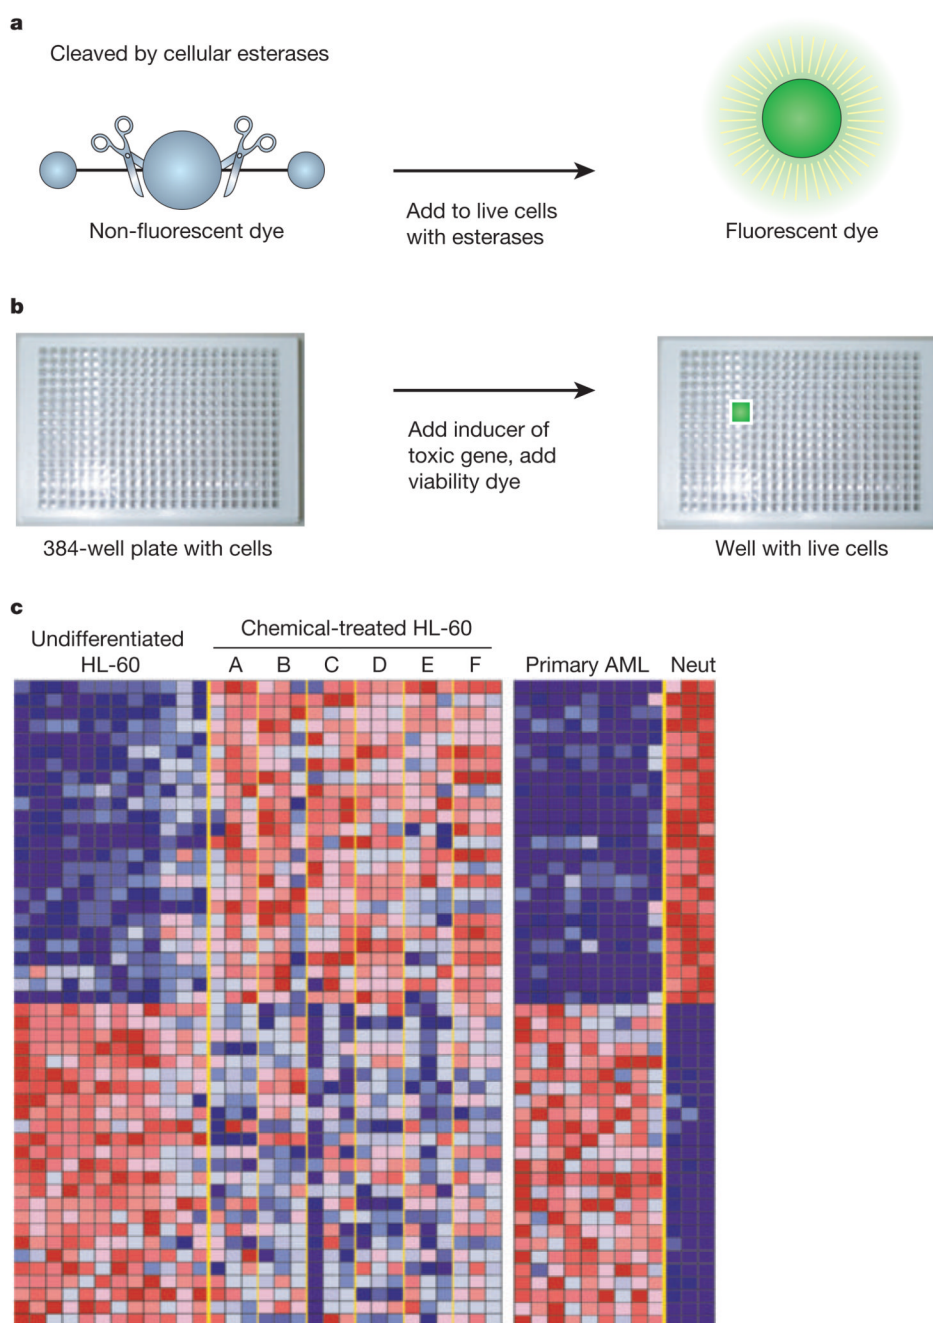 a
Cleaved by cellular esterases
Non-fluorescent dye
Add to live cells
with esterases
Fluorescent dye
b
384-well plate with cells
Add inducer of
toxic gene, add
viability dye
Well with live cells
c
Undifferentiated
HL-60
Chemical-treated HL-60
A B C D E F
Primary AML
Neut